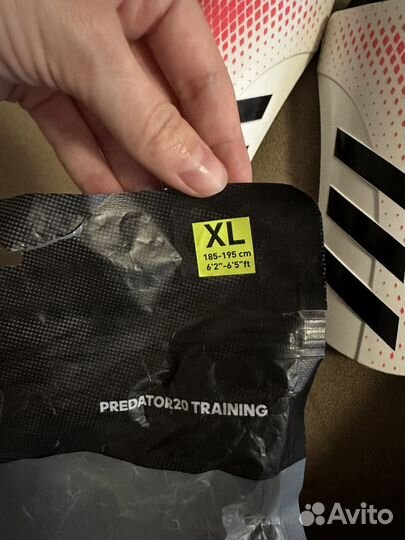 XL
185-195 cm
6'2"-6'5"ft
PREDATOR20 TRAINING
Avito